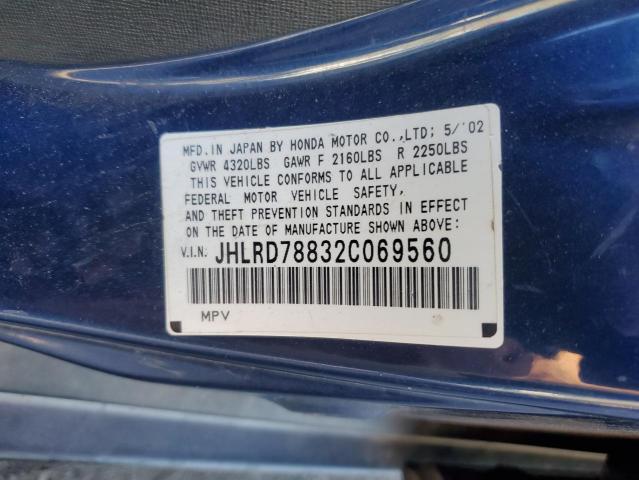 MFD.IN JAPAN BY HONDA MOTOR CO.,LTD; 5/'02
GVWR 4320LBS GAWR F 2160LBS R 2250LBS
THIS VEHICLE CONFORMS TO ALL APPLICABLE
FEDERAL MOTOR VEHICLE SAFETY,
AND THEFT PREVENTION STANDARDS IN EFFECT
ON THE DATE OF MANUFACTURE SHOWN ABOVE:
V.I.N: JHLRD78832C069560
MPV